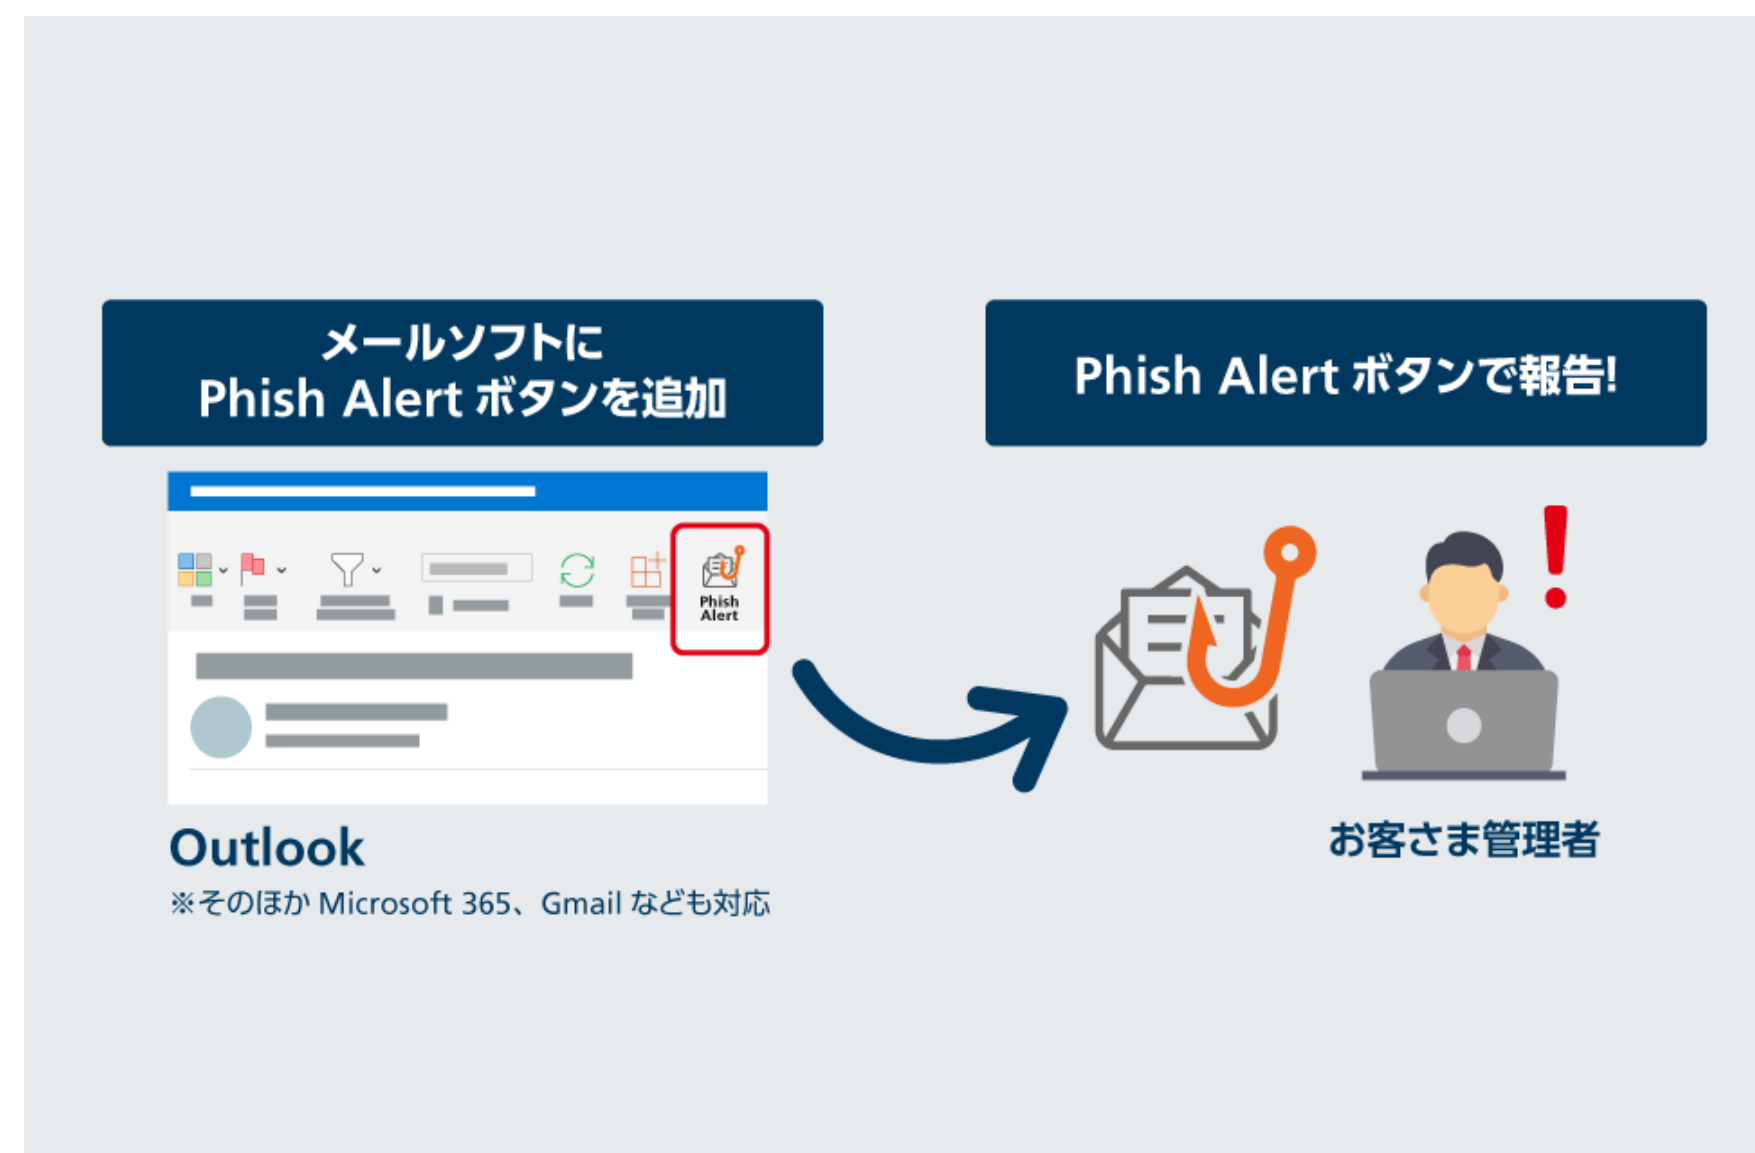 メールソフトに
Phish Alert ボタンを追加
Phish
Alert
Outlook
※そのほか Microsoft 365、Gmail なども対応
Phish Alert ボタンで報告!
お客さま管理者